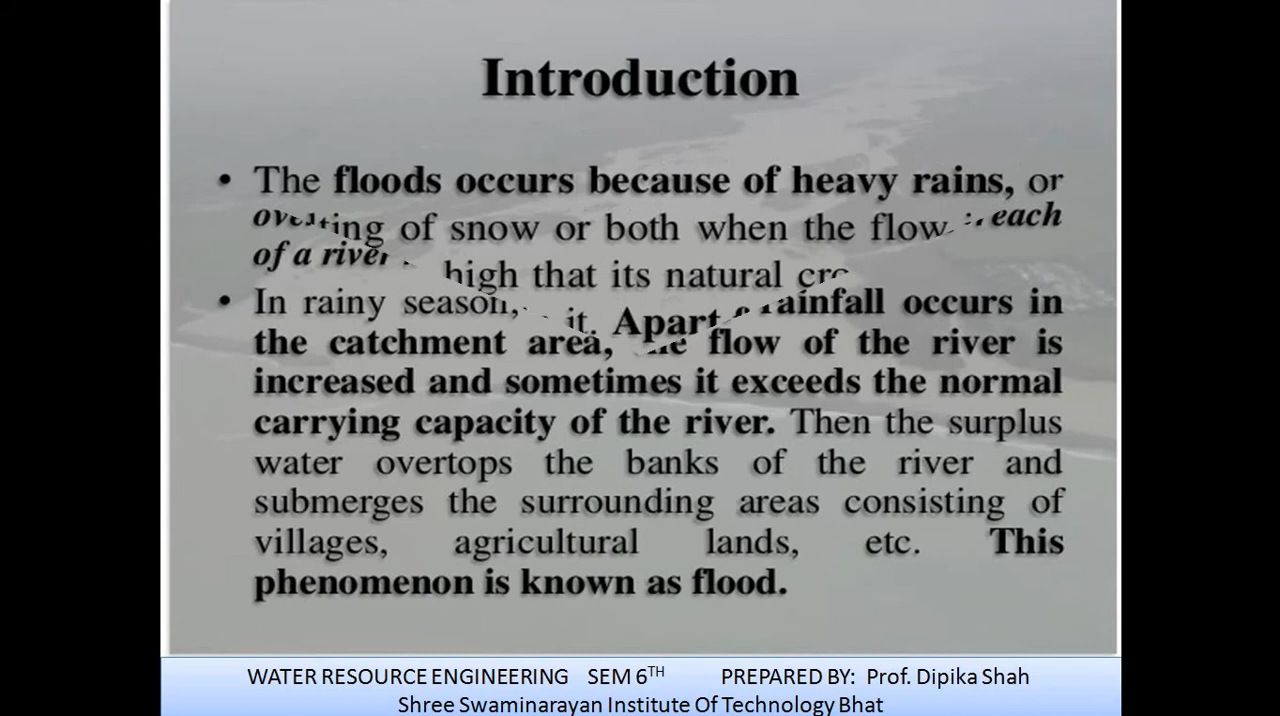 Introduction
• The floods occurs because of heavy rains, or
of snow or both when the flow
of a river high that its natural
• In rainy season, it. Apart rainfall occurs in
the catchment area, flow of the river is
increased and sometimes it exceeds the normal
carrying capacity of the river. Then the surplus
water overtops the banks of the river and
submerges the surrounding areas consisting of
villages, agricultural lands, etc. This
phenomenon is known as flood.
WATER RESOURCE ENGINEERING SEM 6TH PREPARED BY: Prof. Dipika Shah
Shree Swaminarayan Institute Of Technology Bhat